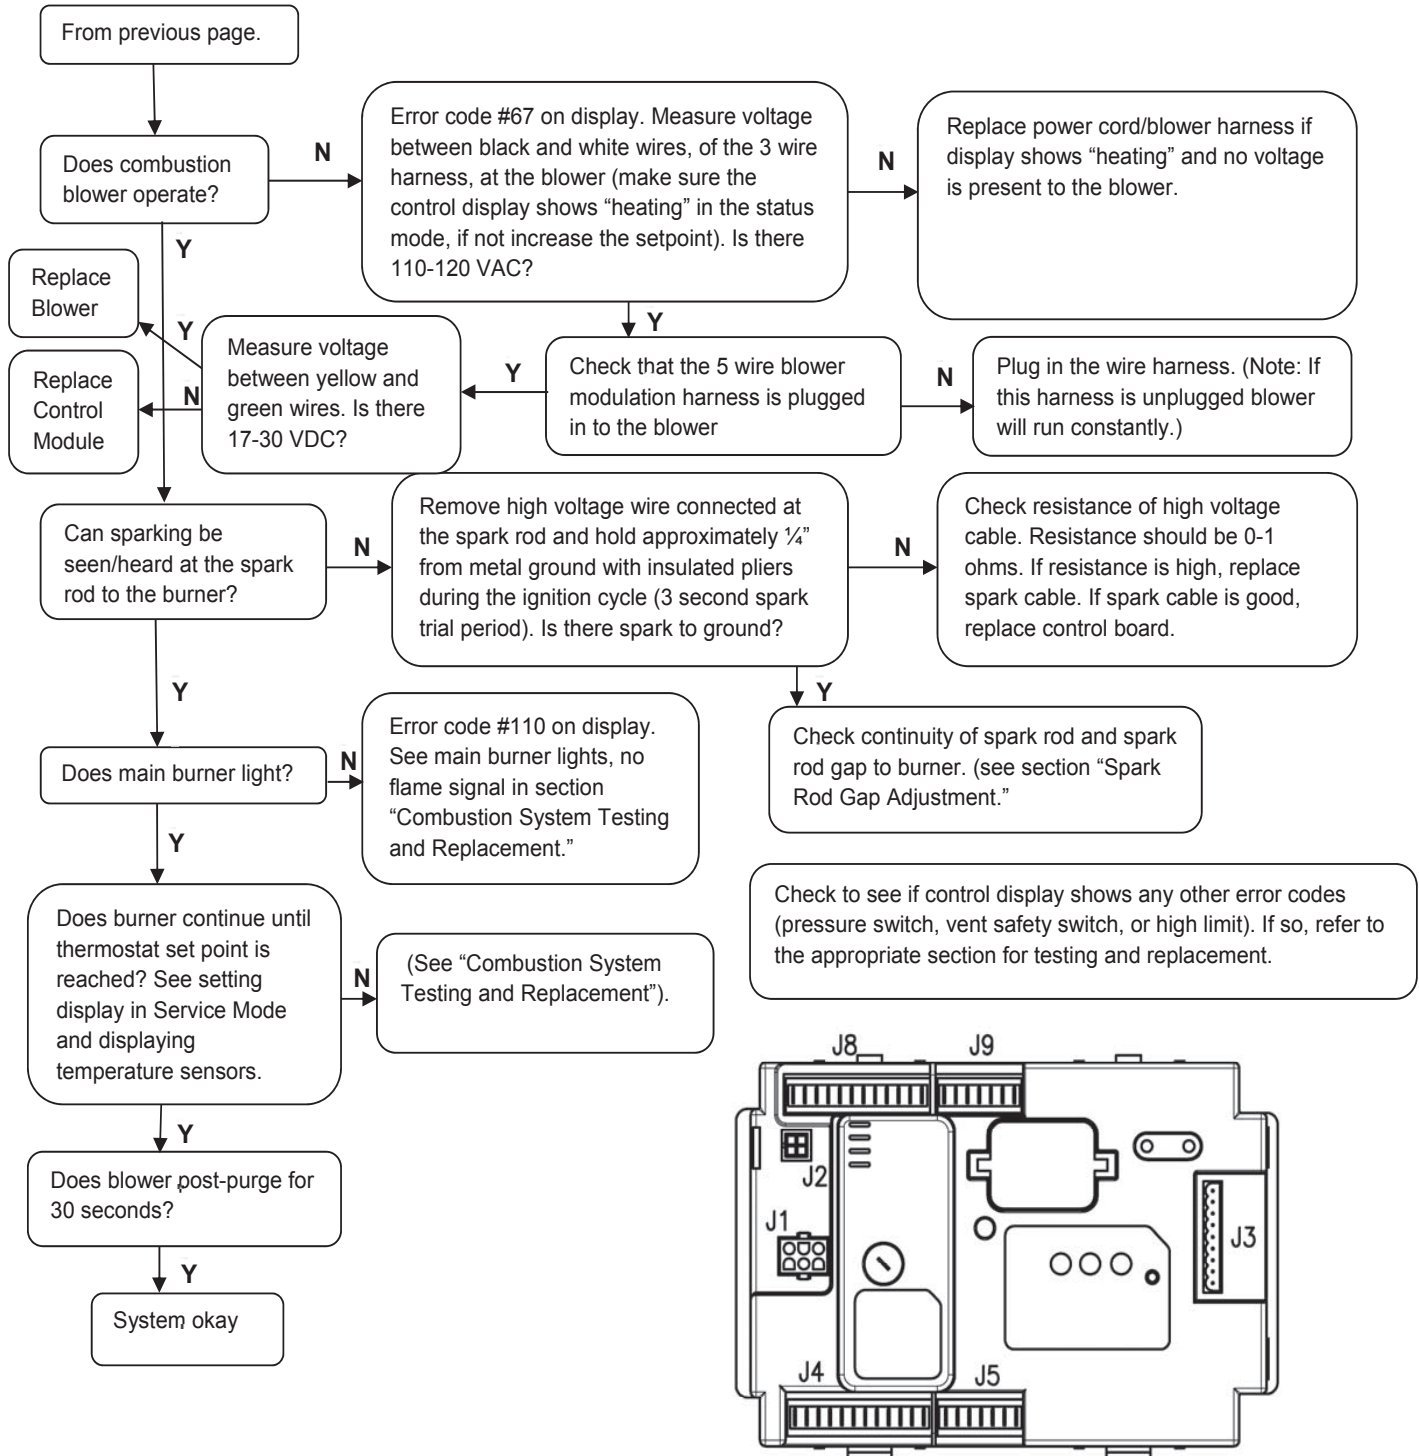 From previous page.
Does combustion
blower operate?
N
Error code #67 on display. Measure voltage
between black and white wires, of the 3 wire
harness, at the blower (make sure the
control display shows “heating” in the status
mode, if not increase the setpoint). Is there
110-120 VAC?
N
Replace power cord/blower harness if
display shows “heating” and no voltage
is present to the blower.
Y
Y
Replace
Blower
Y
Replace
Control
Module
N
Measure voltage
between yellow and
green wires. Is there
17-30 VDC?
Y
Check that the 5 wire blower
modulation harness is plugged
in to the blower
N
Plug in the wire harness. (Note: If
this harness is unplugged blower
will run constantly.)
Can sparking be
seen/heard at the spark
rod to the burner?
N
Remove high voltage wire connected at
the spark rod and hold approximately ¼”
from metal ground with insulated pliers
during the ignition cycle (3 second spark
trial period). Is there spark to ground?
N
Check resistance of high voltage
cable. Resistance should be 0-1
ohms. If resistance is high, replace
spark cable. If spark cable is good,
replace control board.
Y
Y
Check continuity of spark rod and spark
rod gap to burner. (see section “Spark
Rod Gap Adjustment.”
Does main burner light?
N
Error code #110 on display.
See main burner lights, no
flame signal in section
“Combustion System Testing
and Replacement.”
Y
Does burner continue until
thermostat set point is
reached? See setting
display in Service Mode
and displaying
temperature sensors.
N
(See “Combustion System
Testing and Replacement”).
Check to see if control display shows any other error codes
(pressure switch, vent safety switch, or high limit). If so, refer to
the appropriate section for testing and replacement.
Y
Does blower post-purge for
30 seconds?
Y
System okay
J8
J9
J2
J1
J3
J4
J5